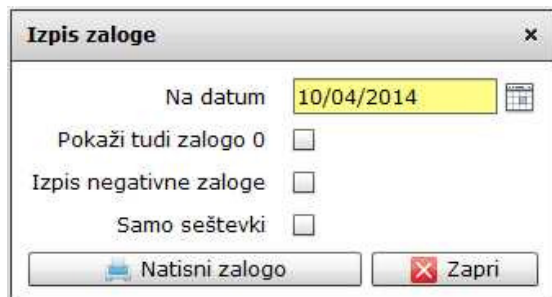 Izpis zaloge
Na datum 10/04/2014
Pokaži tudi zalogo 0
Izpis negativne zaloge
Samo seštevki
Natisni zalogo Zapri